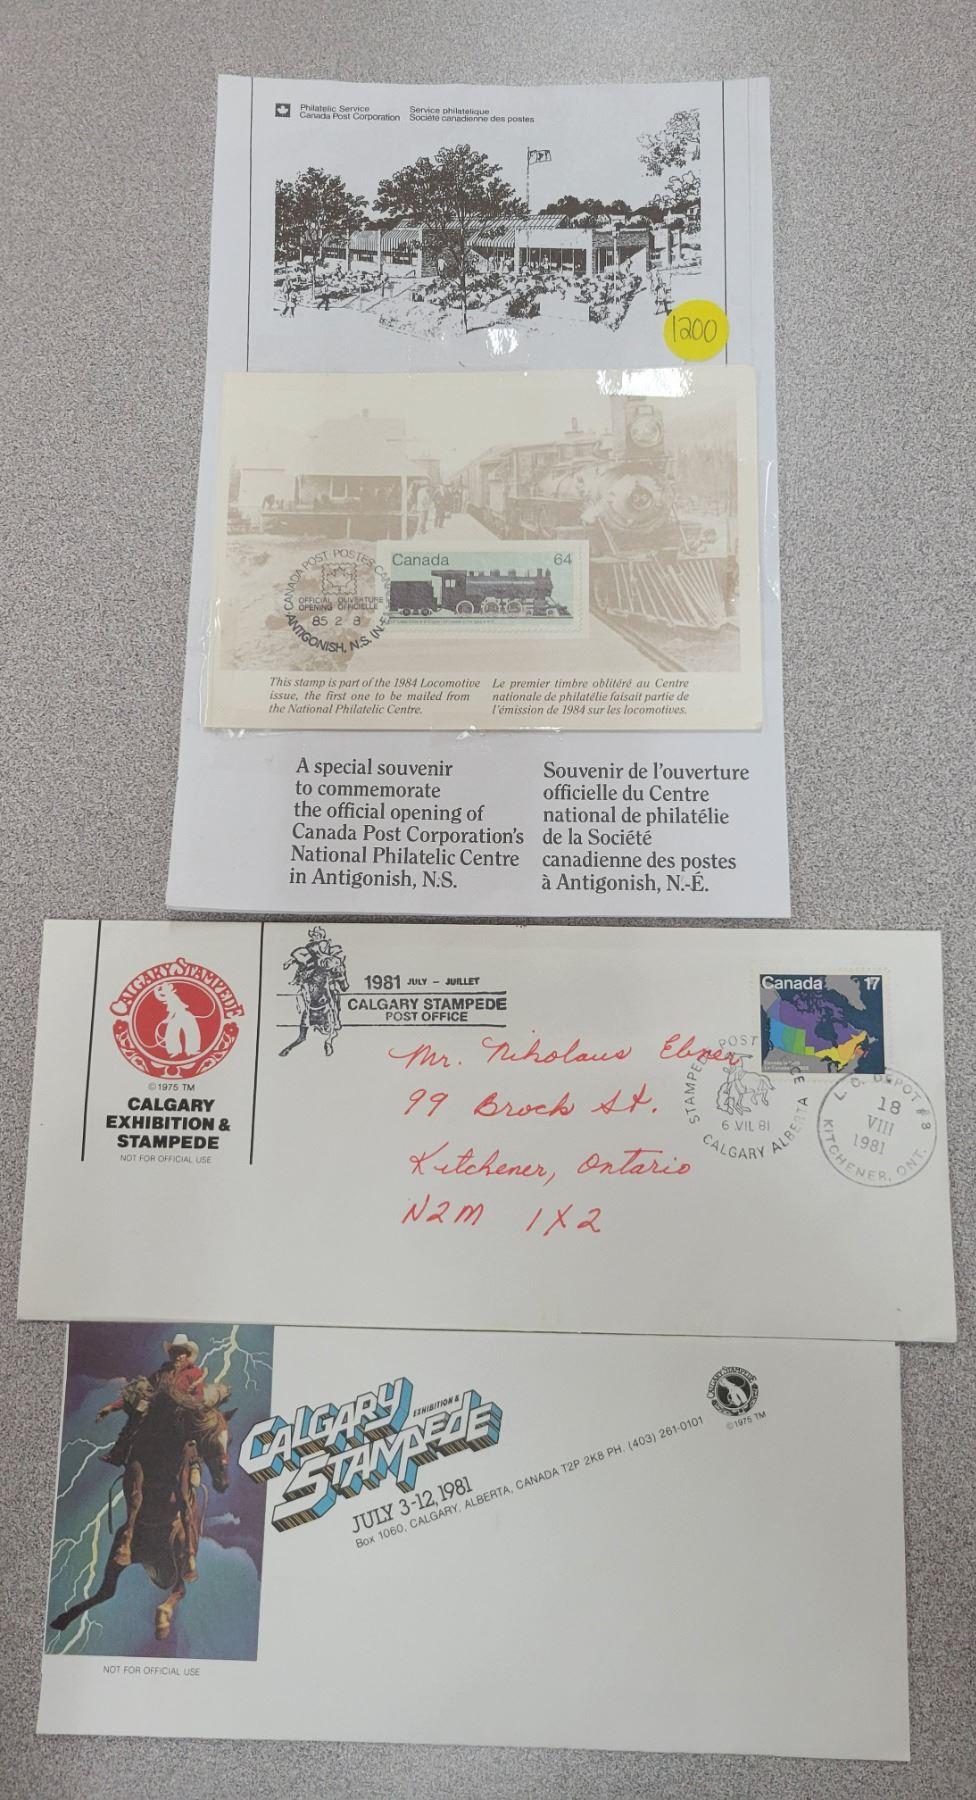 Philatelic Service
Canada Post Corporation
Service philatélique
Société canadienne des postes
1200
34
CANADA POST POSTES CANADA
OFFICIAL OUVERTURE
OPENING OFFICIELLE
85 2 8
ANTIGONISH, N.S. (N.-É.)
Canada 64
This stamp is part of the 1984 Locomotive
issue, the first one to be mailed from
the National Philatelic Centre.
Le premier timbre oblitéré au Centre
nationale de philatélie faisait partie de
l'émission de 1984 sur les locomotives.
A special souvenir
to commemorate
the official opening of
Canada Post Corporation's
National Philatelic Centre
in Antigonish, N.S.
Souvenir de l'ouverture
officielle du Centre
national de philatélie
de la Société
canadienne des postes
à Antigonish, N.-É.
CALGARY STAMPEDE
©1975 TM
CALGARY
EXHIBITION &
STAMPEDE
NOT FOR OFFICIAL USE
1981 JULY - JUILLET
CALGARY STAMPEDE
POST OFFICE
Mr. Nikolaus Ebner
99 Brock St.
Kitchener, Ontario
N2M 1X2
Canada 17
STAMPEDE POST OFFICE
6 VII 81
CALGARY ALBERTA
L.C. DEPOT #8
18
VIII
1981
KITCHENER, ONT.
CALGARY
EXHIBITION &
STAMPEDE
JULY 3-12, 1981
Box 1060, CALGARY, ALBERTA, CANADA T2P 2K8 PH. (403) 261-0101
CALGARY STAMPEDE
©1975 TM
NOT FOR OFFICIAL USE